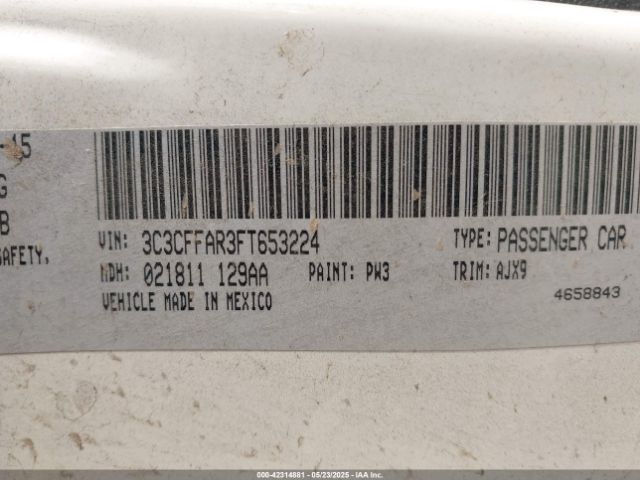 -15
G
B
SAFETY,
VIN: 3C3CFFAR3FT653224 TYPE: PASSENGER CAR
MDH: 021811 129AA PAINT: PW3 TRIM: AJX9
VEHICLE MADE IN MEXICO 4658843
000-42314881 - 05/23/2025 - IAAI INC.